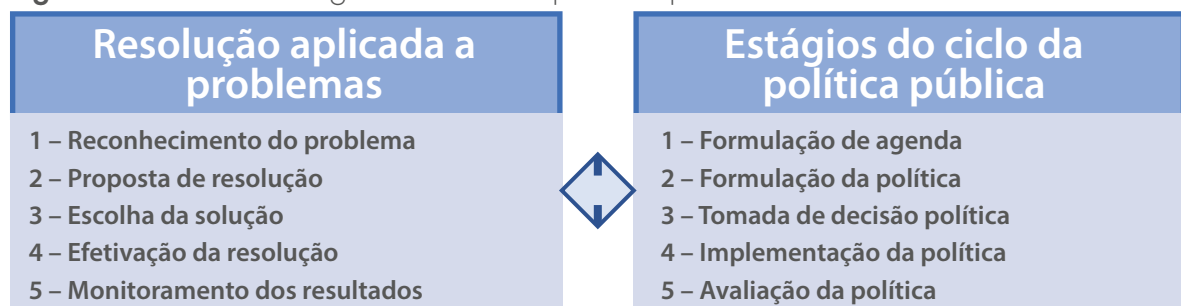 Resolução aplicada a
problemas
1 – Reconhecimento do problema
2 – Proposta de resolução
3 – Escolha da solução
4 – Efetivação da resolução
5 – Monitoramento dos resultados
Estágios do ciclo da
política pública
1 – Formulação de agenda
2 – Formulação da política
3 – Tomada de decisão política
4 – Implementação da política
5 – Avaliação da política